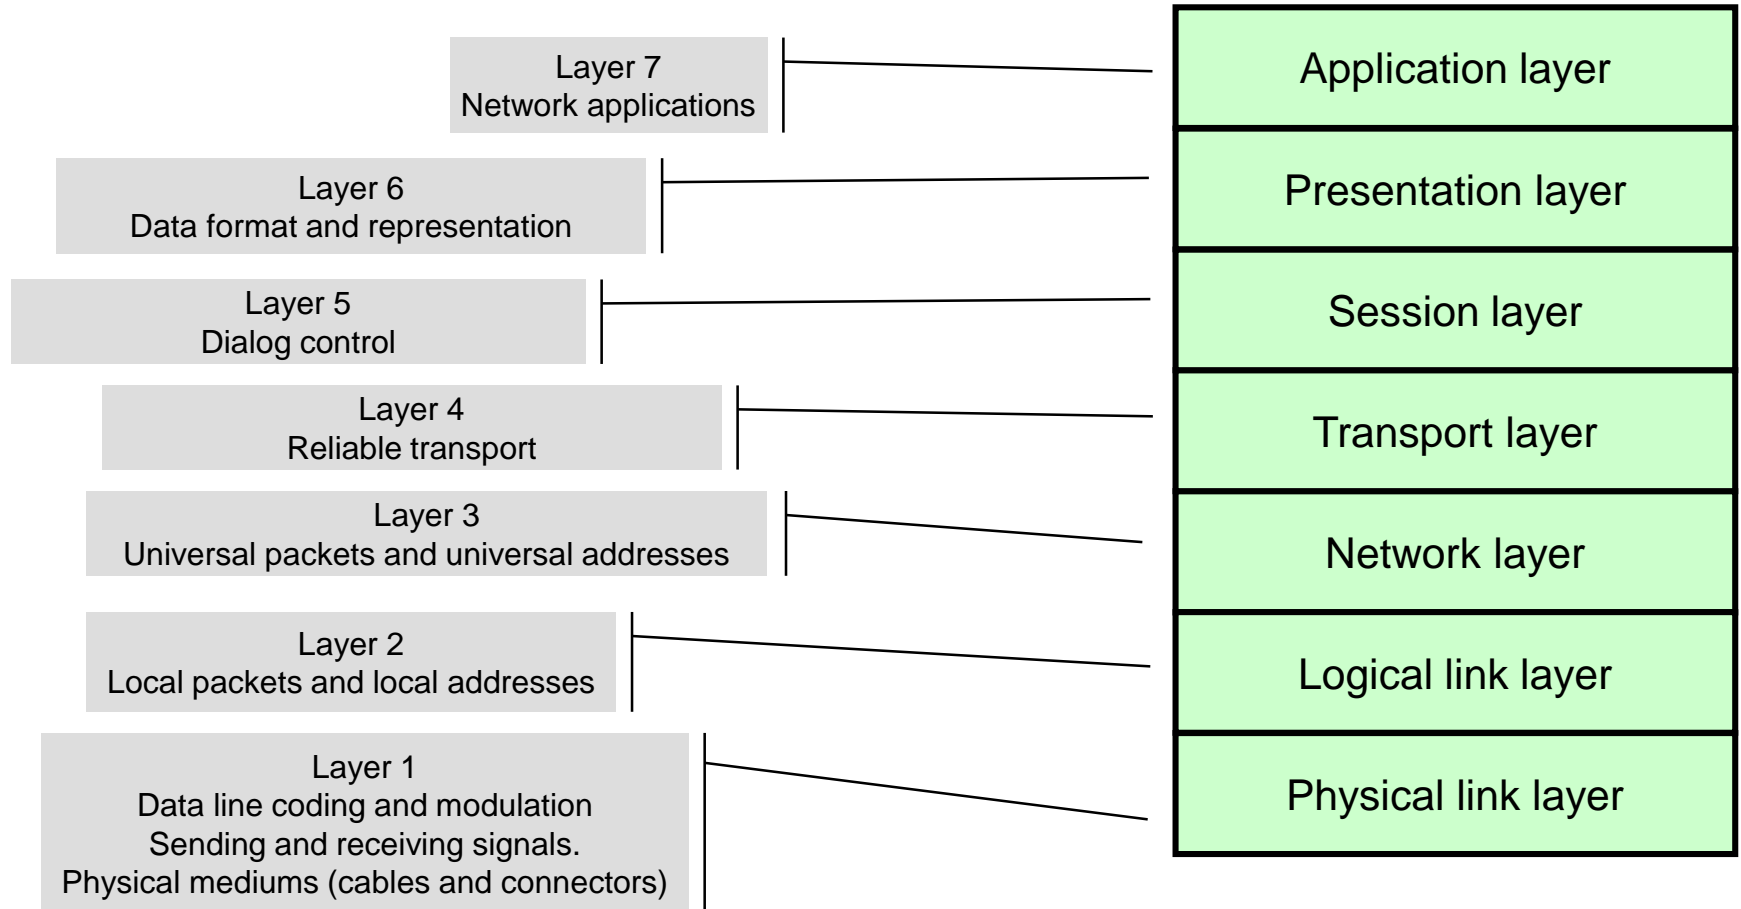 Layer 7
Network applications
Application layer
Layer 6
Data format and representation
Presentation layer
Layer 5
Dialog control
Session layer
Layer 4
Reliable transport
Transport layer
Layer 3
Universal packets and universal addresses
Network layer
Layer 2
Local packets and local addresses
Logical link layer
Layer 1
Data line coding and modulation
Sending and receiving signals.
Physical mediums (cables and connectors)
Physical link layer